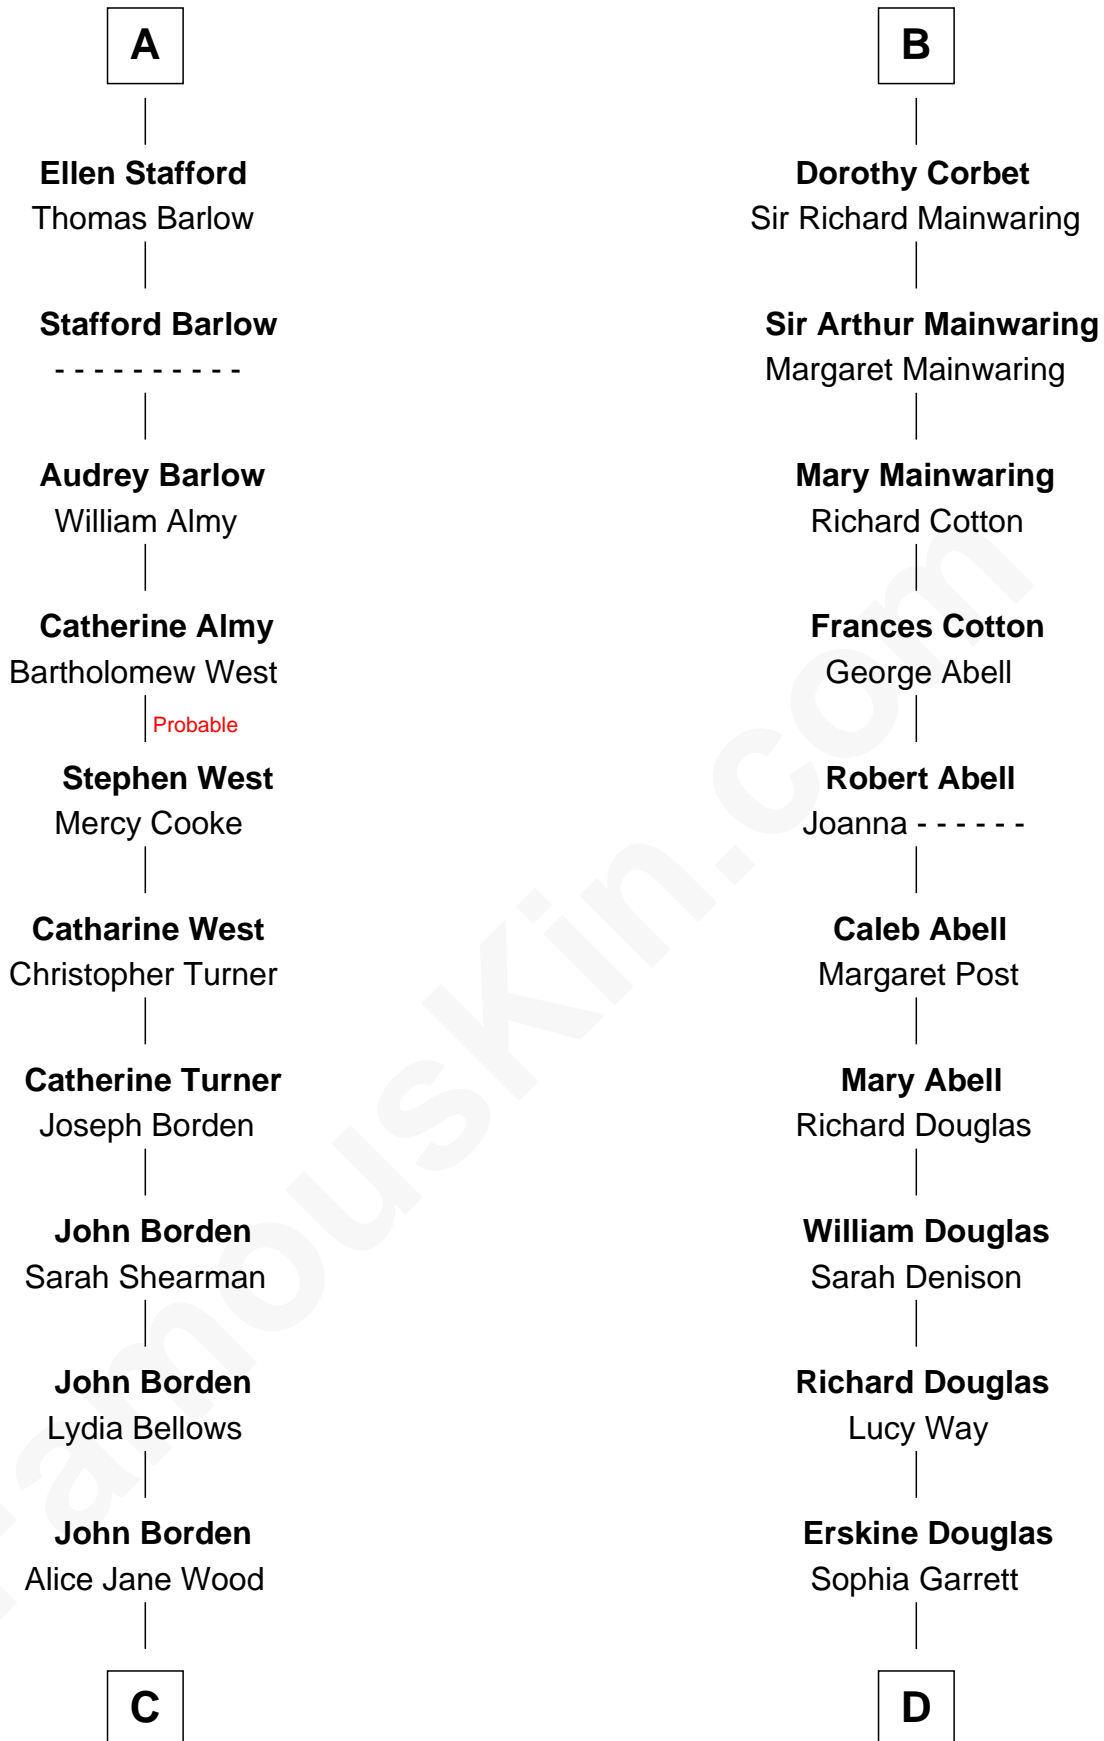 A
Ellen Stafford
Thomas Barlow
Stafford Barlow
- - - - - - - - - -
Audrey Barlow
William Almy
Catherine Almy
Bartholomew West
Probable
Stephen West
Mercy Cooke
Catharine West
Christopher Turner
Catherine Turner
Joseph Borden
John Borden
Sarah Shearman
John Borden
Lydia Bellows
John Borden
Alice Jane Wood
C
B
Dorothy Corbet
Sir Richard Mainwaring
Sir Arthur Mainwaring
Margaret Mainwaring
Mary Mainwaring
Richard Cotton
Frances Cotton
George Abell
Robert Abell
Joanna - - - - - -
Caleb Abell
Margaret Post
Mary Abell
Richard Douglas
William Douglas
Sarah Denison
Richard Douglas
Lucy Way
Erskine Douglas
Sophia Garrett
D
FamousKin.com